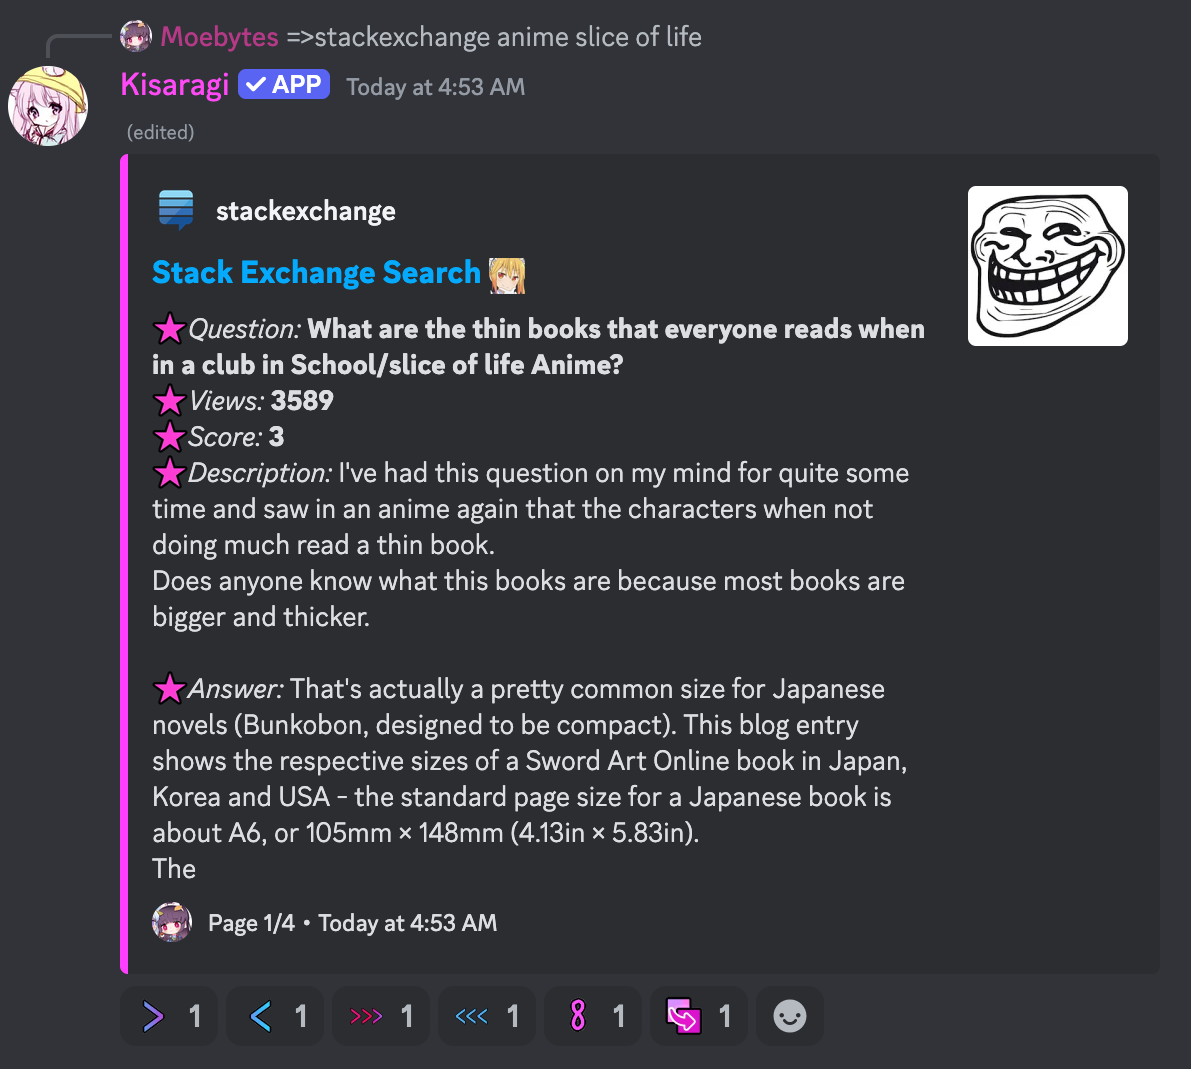 Moebytes =>stackexchange anime slice of life
Kisaragi APP Today at 4:53 AM
(edited)
stackexchange
Stack Exchange Search
Question: What are the thin books that everyone reads when
in a club in School/slice of life Anime?
Views: 3589
Score: 3
Description: I've had this question on my mind for quite some
time and saw in an anime again that the characters when not
doing much read a thin book.
Does anyone know what this books are because most books are
bigger and thicker.
Answer: That's actually a pretty common size for Japanese
novels (Bunkobon, designed to be compact). This blog entry
shows the respective sizes of a Sword Art Online book in Japan,
Korea and USA - the standard page size for a Japanese book is
about A6, or 105mm × 148mm (4.13in × 5.83in).
The
Page 1/4 • Today at 4:53 AM
> 1 < 1 >>> 1 <<< 1 8 1 1